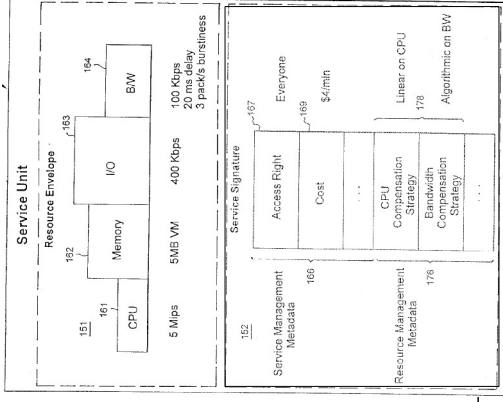 Service Unit
Resource Envelope
151
161
CPU
5 Mips
162
Memory
5MB VM
163
I/O
400 Kbps
164
B/W
100 Kbps
20 ms delay
3 pack/s burstiness
Service Signature
152
Service Management
Metadata
166
Access Right
167
Everyone
Cost
169
$4/min
. . .
Resource Management
Metadata
176
CPU
Compensation
Strategy
Linear on CPU
178
Bandwidth
Compensation
Strategy
Algorithmic on BW
. . .